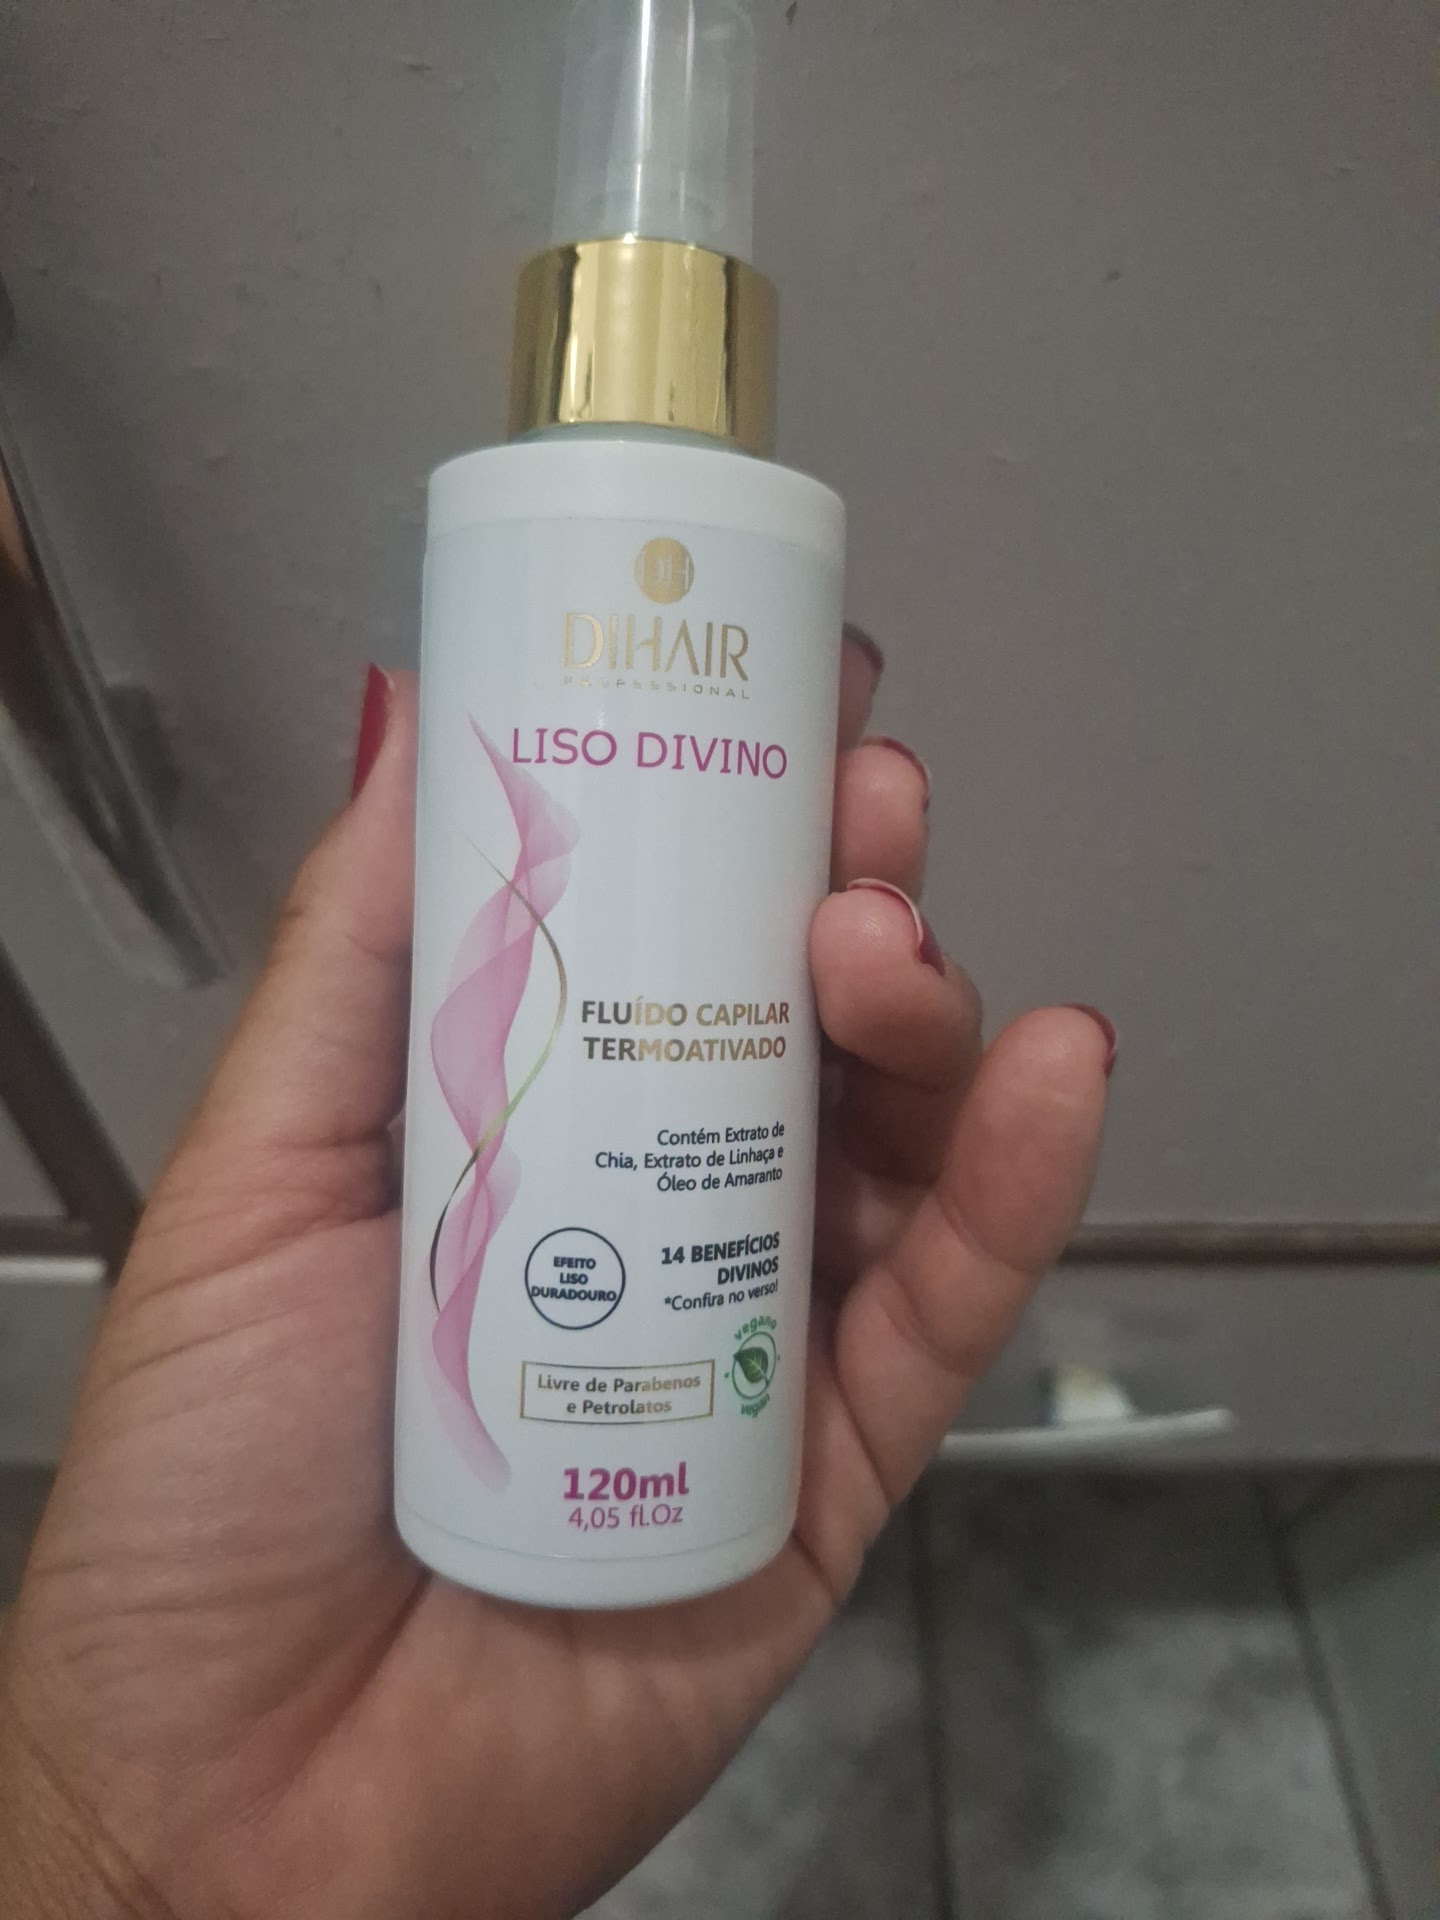 DH
DIHAIR
PROFESSIONAL
LISO DIVINO
FLUÍDO CAPILAR
TERMOATIVADO
Contém Extrato de
Chia, Extrato de Linhaça e
Óleo de Amaranto
EFEITO
LISO
DURADOURO
14 BENEFÍCIOS
DIVINOS
*Confira no verso!
vegano
vegan
Livre de Parabenos
e Petrolatos
120ml
4,05 fl.Oz